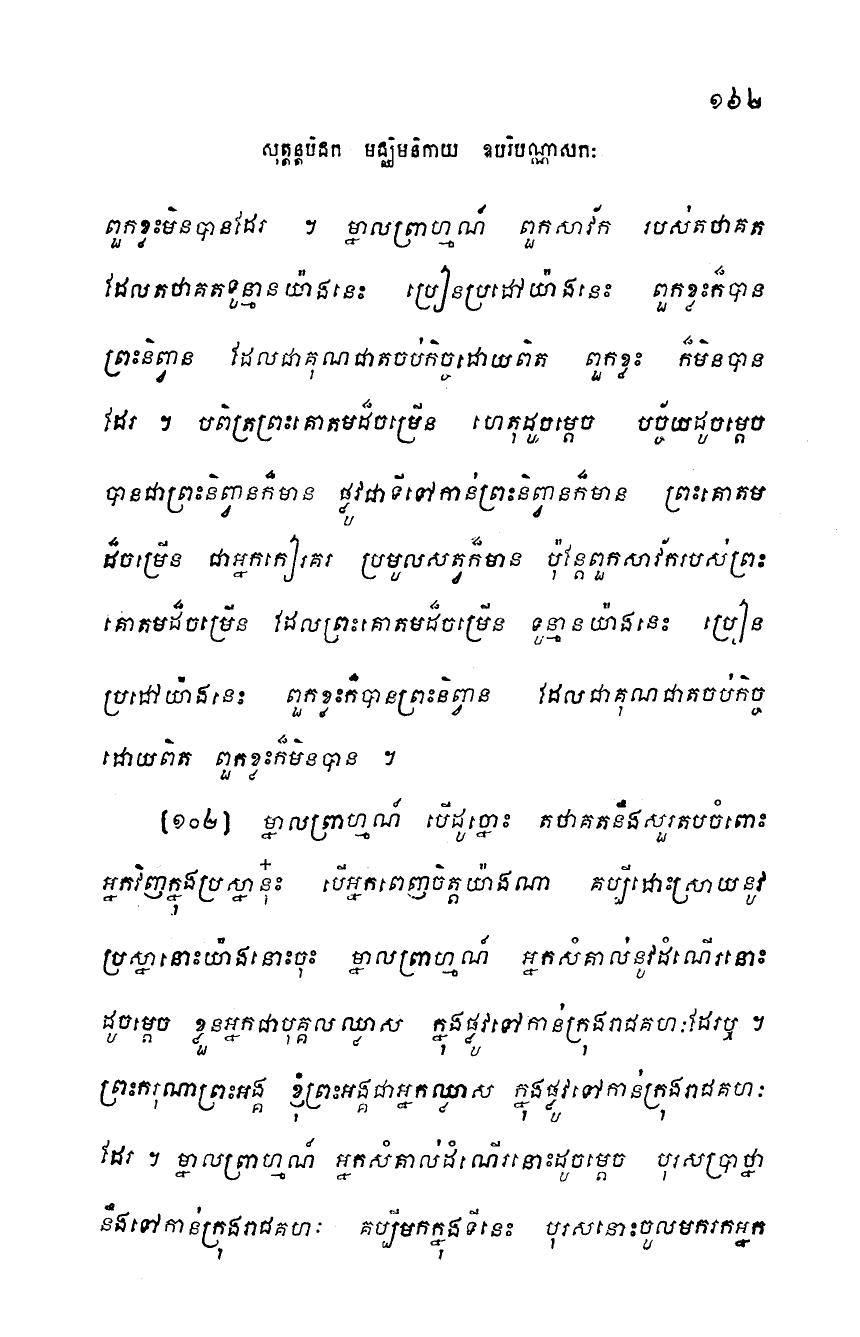 ១៦២
សុត្តន្តបិដក មជ្ឈិមនិកាយ ឧបរិបណ្ណាសកៈ
ពួកខ្លះមិនបានដែរ ។ ម្នាលព្រាហ្មណ៍ ពួកសាវ័ក របស់តថាគត
ដែលតថាគតទូន្មានយ៉ាងនេះ ប្រៀនប្រដៅយ៉ាងនេះ ពួកខ្លះក៏បាន
ព្រះនិព្វាន ដែលជាគុណជាតចប់កិច្ចដោយពិត ពួកខ្លះ ក៏មិនបាន
ដែរ ។ បពិត្រព្រះគោតមដ៏ចម្រើន ហេតុដូចម្តេច បច្ច័យដូចម្តេច
បានជាព្រះនិព្វានក៏មាន ផ្លូវជាទីទៅកាន់ព្រះនិព្វានក៏មាន ព្រះគោតម
ដ៏ចម្រើន ជាអ្នកកៀរគរ ប្រមូលសត្វក៏មាន ប៉ុន្តែពួកសាវ័ករបស់ព្រះ
គោតមដ៏ចម្រើន ដែលព្រះគោតមដ៏ចម្រើន ទូន្មានយ៉ាងនេះ ប្រៀន
ប្រដៅយ៉ាងនេះ ពួកខ្លះក៏បានព្រះនិព្វាន ដែលជាគុណជាតចប់កិច្ច
ដោយពិត ពួកខ្លះក៏មិនបាន ។
[១០២] ម្នាលព្រាហ្មណ៍ បើដូច្នោះ តថាគតនឹងសួរតបចំពោះ
អ្នកវិញក្នុងប្រស្នានុ៎ះ បើអ្នកពេញចិត្តយ៉ាងណា គប្បីដោះស្រាយនូវ
ប្រស្នានោះយ៉ាងនោះចុះ ម្នាលព្រាហ្មណ៍ អ្នកសំគាល់នូវដំណើរនោះ
ដូចម្តេច ខ្លួនអ្នកជាបុគ្គលឈ្លាស ក្នុងផ្លូវទៅកាន់ក្រុងរាជគហៈដែរឬ ។
ព្រះករុណាព្រះអង្គ ខ្ញុំព្រះអង្គជាអ្នកឈ្លាស ក្នុងផ្លូវទៅកាន់ក្រុងរាជគហៈ
ដែរ ។ ម្នាលព្រាហ្មណ៍ អ្នកសំគាល់ដំណើរនោះដូចម្តេច បុរសប្រាថ្នា
នឹងទៅកាន់ក្រុងរាជគហៈ គប្បីមកក្នុងទីនេះ បុរសនោះចូលមករកអ្នក